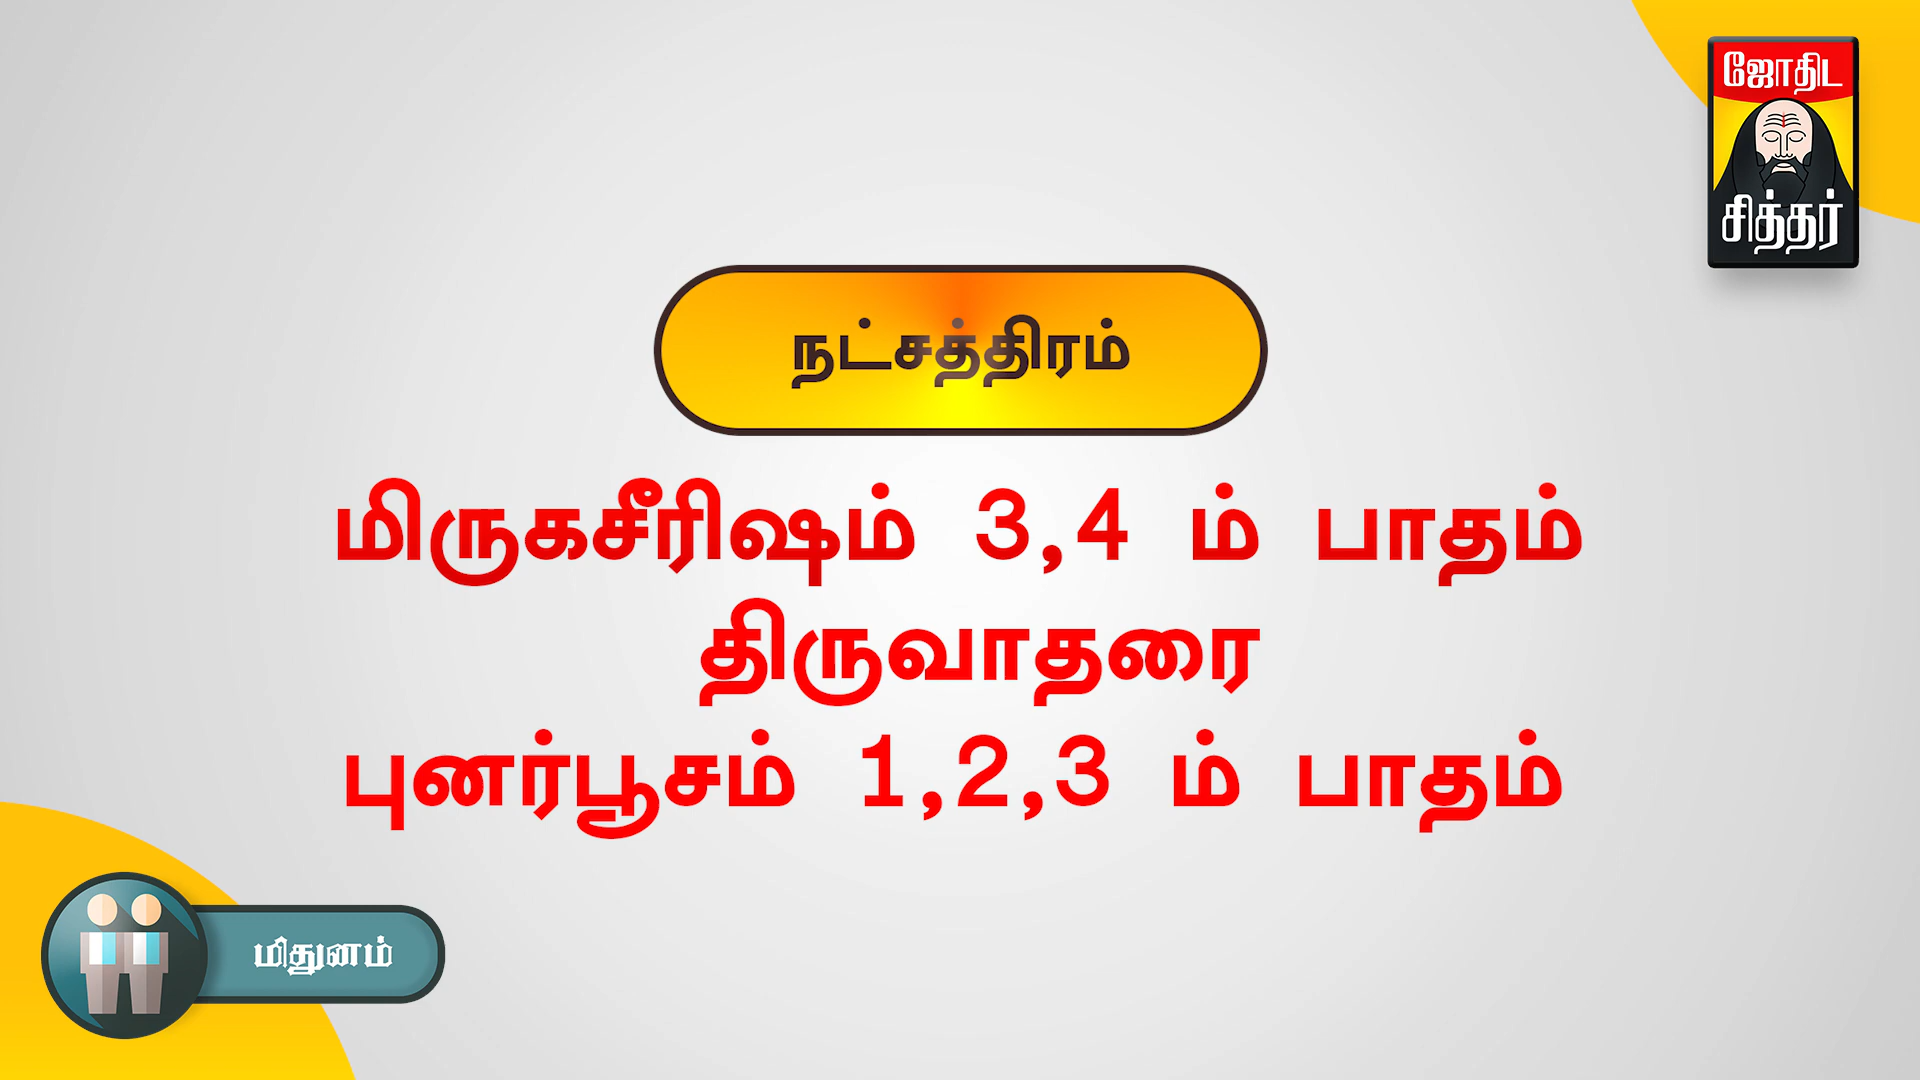 ஜோதிட
சித்தர்
நட்சத்திரம்
மிருகசீரிஷம் 3,4 ம் பாதம்
திருவாதரை
புனர்பூசம் 1,2,3 ம் பாதம்
மிதுனம்